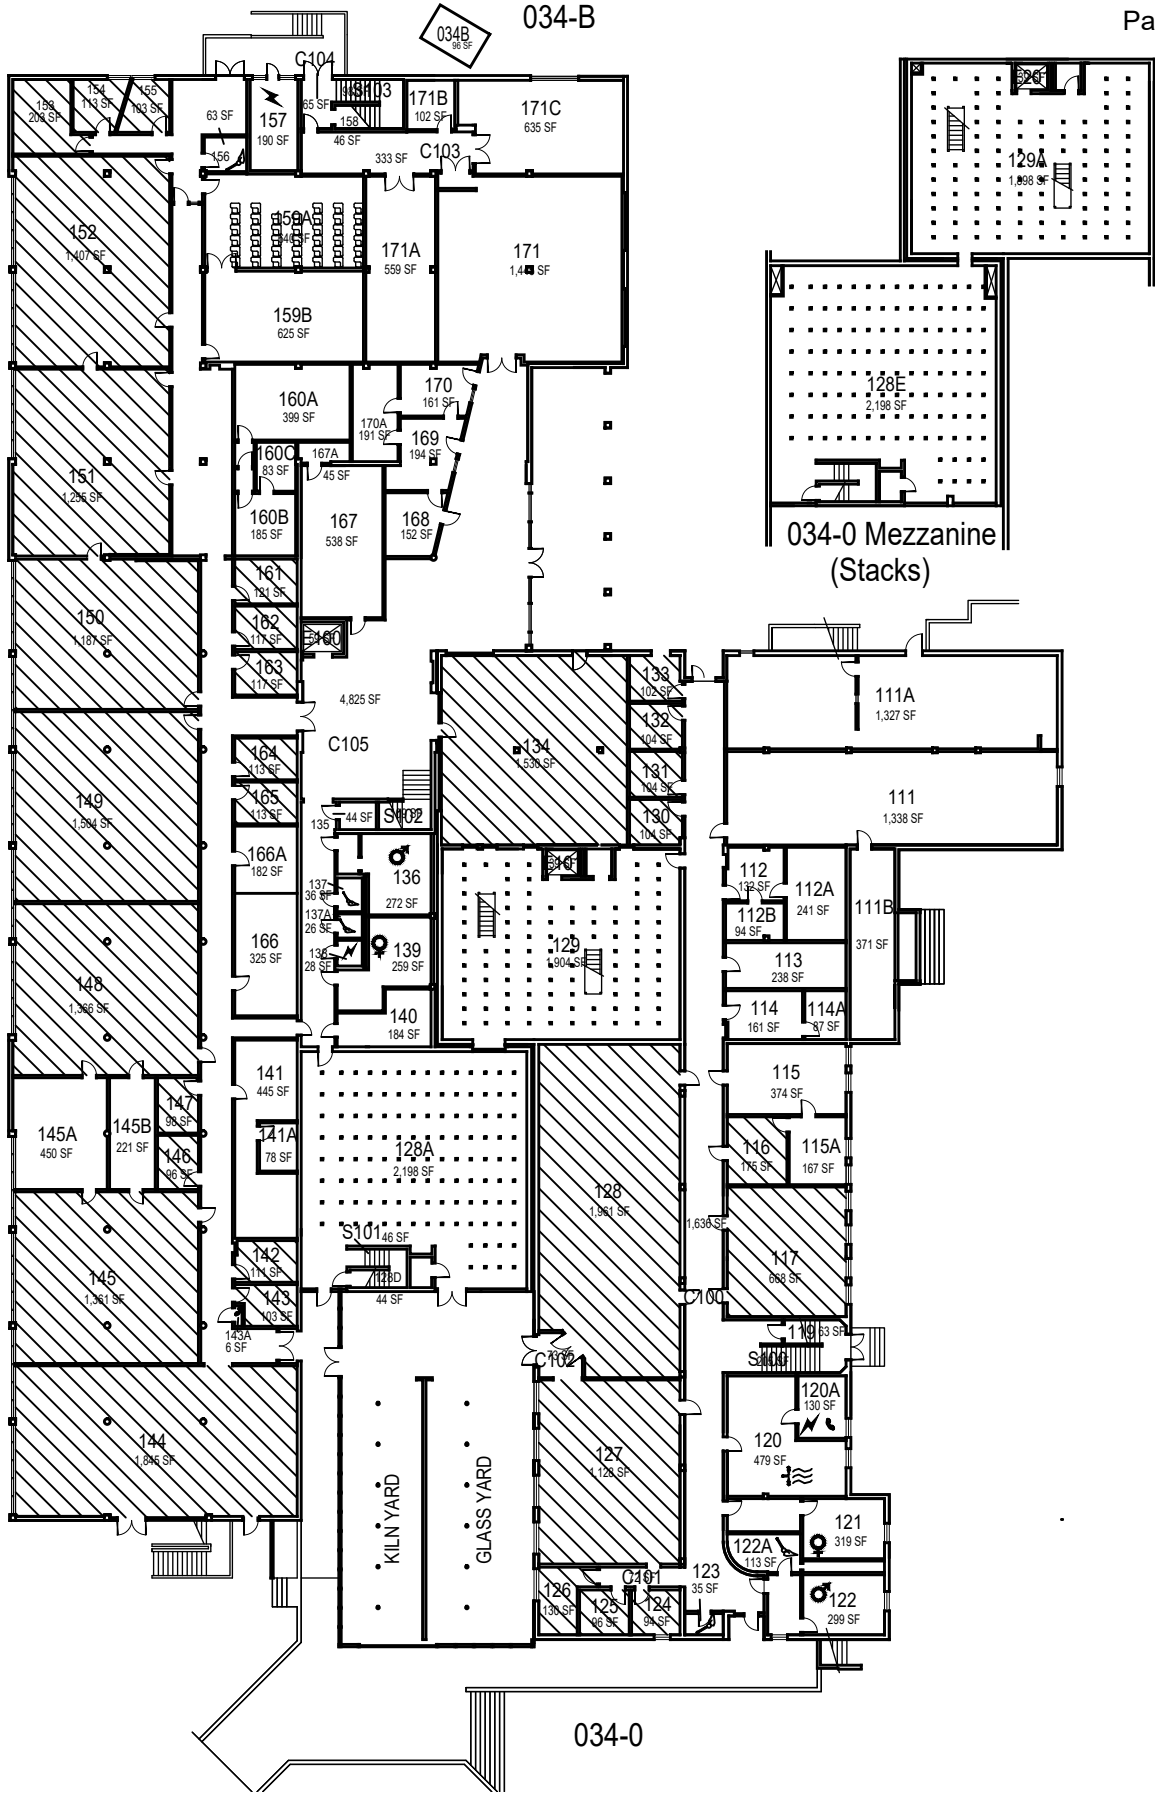 034-B
Pa
034B
96 SF
C104
153
203 SF
154
113 SF
155
103 SF
63 SF
157
190 SF
65 SF
S103
158
46 SF
171B
102 SF
171C
635 SF
156
333 SF
C103
129A
1,898 SF
152
1,407 SF
159A
640 SF
171A
559 SF
171
159B
625 SF
128E
2,198 SF
160A
399 SF
170
161 SF
170A
191 SF
169
194 SF
160C
83 SF
167A
45 SF
151
1,255 SF
160B
185 SF
167
538 SF
168
152 SF
034-0 Mezzanine
(Stacks)
161
121 SF
150
1,187 SF
162
117 SF
163
117 SF
4,825 SF
C105
133
102 SF
111A
1,327 SF
132
104 SF
134
1,530 SF
164
113 SF
131
104 SF
149
1,504 SF
165
113 SF
135
44 SF
S102
130
104 SF
111
1,338 SF
166A
182 SF
136
272 SF
112
132 SF
112A
241 SF
137
36 SF
137A
26 SF
112B
94 SF
111B
371 SF
166
325 SF
138
28 SF
139
259 SF
129
1,904 SF
113
238 SF
148
1,366 SF
140
184 SF
114
161 SF
114A
87 SF
141
445 SF
115
374 SF
147
98 SF
145A
450 SF
145B
221 SF
141A
78 SF
128A
2,198 SF
116
175 SF
115A
167 SF
146
96 SF
128
1,961 SF
1,636 SF
S101
46 SF
142
111 SF
117
668 SF
145
1,361 SF
128D
44 SF
143
103 SF
C100
143A
6 SF
119
63 SF
C102
73 SF
S100
120A
130 SF
144
1,845 SF
127
1,128 SF
120
479 SF
KILN YARD
GLASS YARD
121
319 SF
122A
113 SF
123
35 SF
C101
126
130 SF
125
96 SF
124
94 SF
122
299 SF
034-0